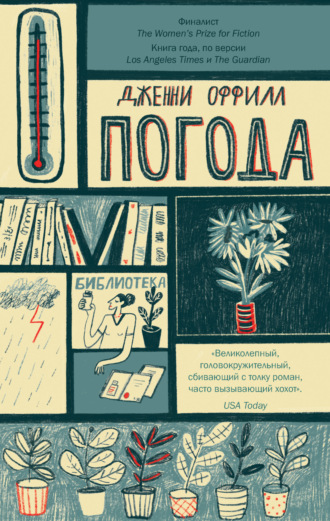 Финалист
The Women's Prize for Fiction
Книга года, по версии
Los Angeles Times и The Guardian
ДЖЕННИ ОФФИЛЛ
ПОГОДА
БИБЛИОТЕКА
«Великолепный,
головокружительный,
сбивающий с толку роман,
часто вызывающий хохот».
USA Today